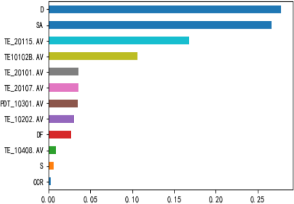 D
SA
TE_20115.AV
TE10102B.AV
TE_20101.AV
TE_20107.AV
PDT_10301.AV
TE_10202.AV
DF
TE_10408.AV
S
ODR
0.00 0.05 0.10 0.15 0.20 0.25